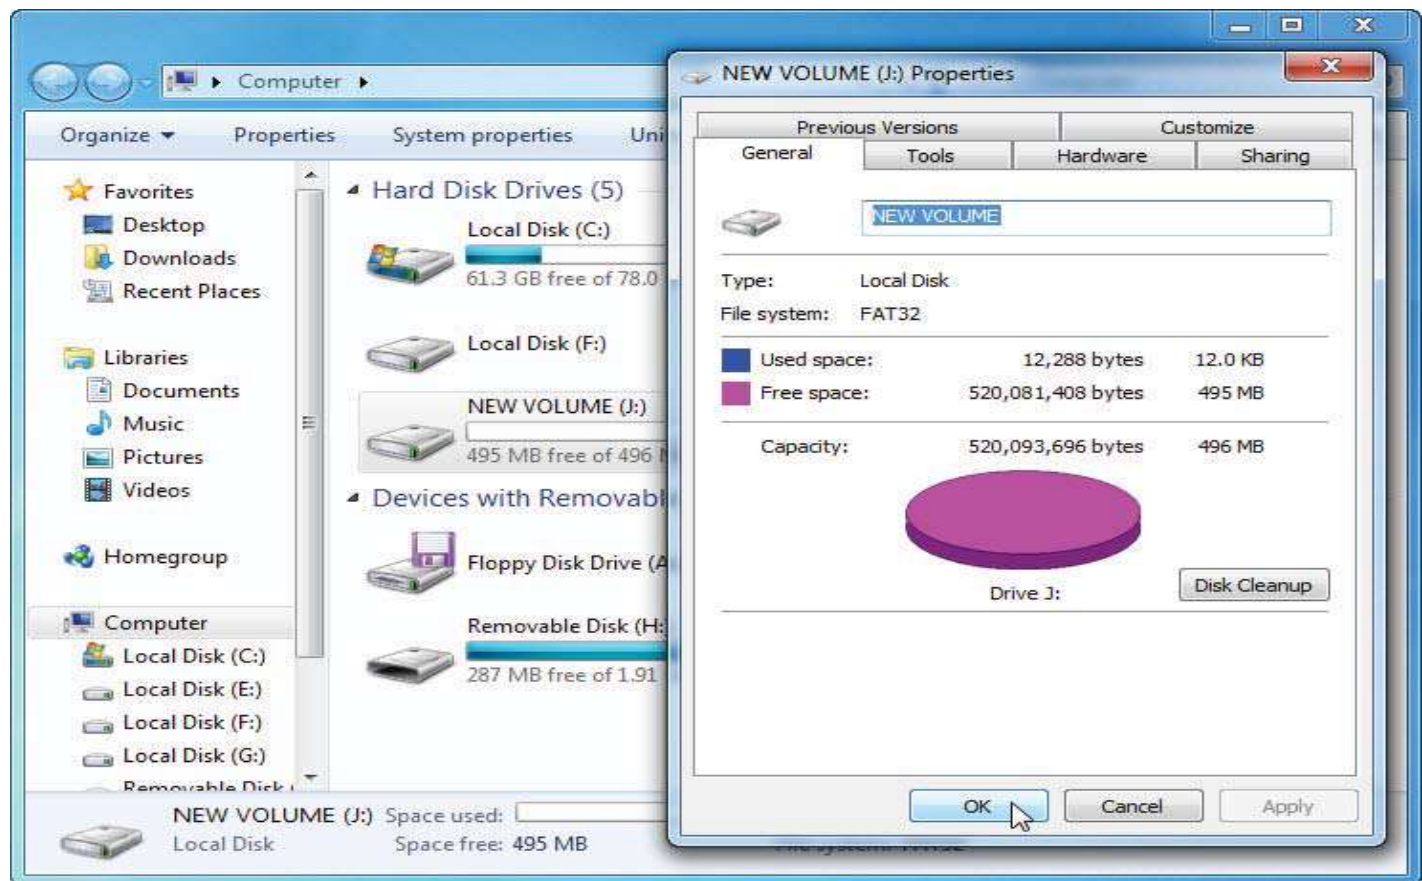 Computer
Organize
Properties
System properties
Uni
Favorites
Desktop
Downloads
Recent Places
Libraries
Documents
Music
Pictures
Videos
Homegroup
Computer
Local Disk (C:)
Local Disk (E:)
Local Disk (F:)
Local Disk (G:)
Removable Disk
Hard Disk Drives (5)
Local Disk (C:)
61.3 GB free of 78.0
Local Disk (F:)
NEW VOLUME (J:)
495 MB free of 496
Devices with Removabl
Floppy Disk Drive (A
Removable Disk (H:
287 MB free of 1.91
NEW VOLUME (J:) Space used:
Local Disk Space free: 495 MB
NEW VOLUME (J:) Properties
Previous Versions Customize
General Tools Hardware Sharing
NEW VOLUME
Type: Local Disk
File system: FAT32
Used space: 12,288 bytes 12.0 KB
Free space: 520,081,408 bytes 495 MB
Capacity: 520,093,696 bytes 496 MB
Drive J:
Disk Cleanup
OK Cancel Apply